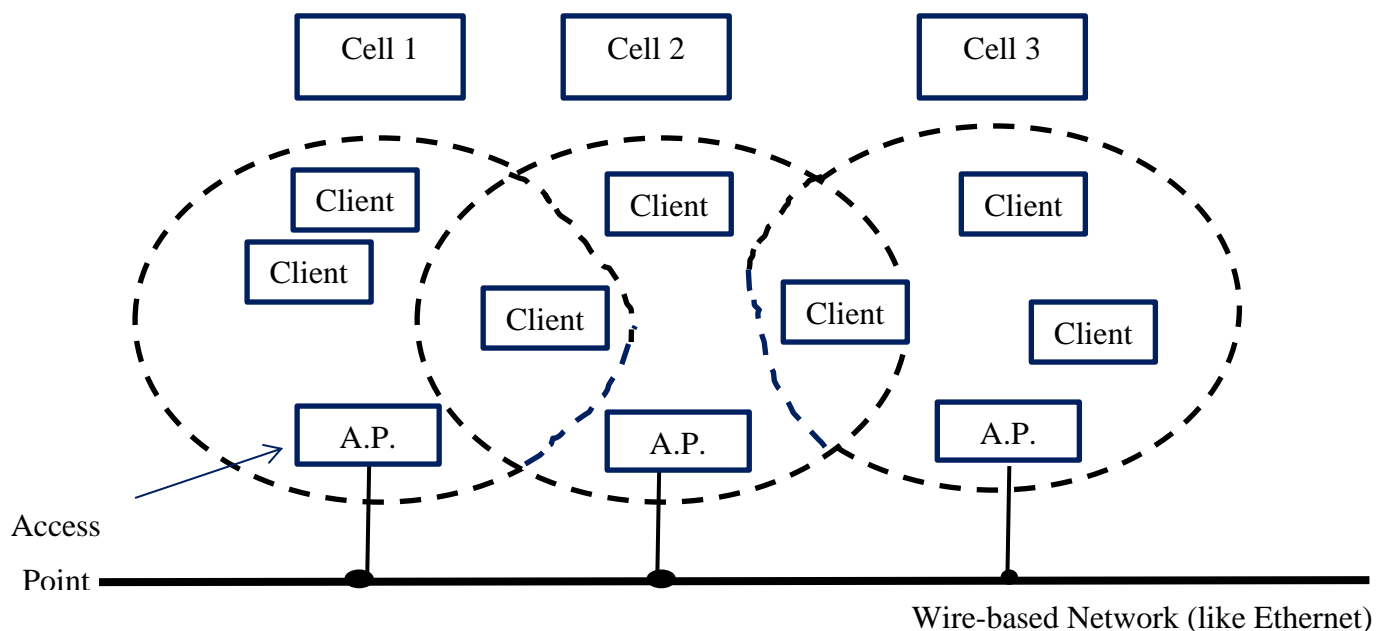 Cell 1
Cell 2
Cell 3
Client
Client
Client
Client
Client
Client
Client
Client
A.P.
A.P.
A.P.
Access
Point
Wire-based Network (like Ethernet)